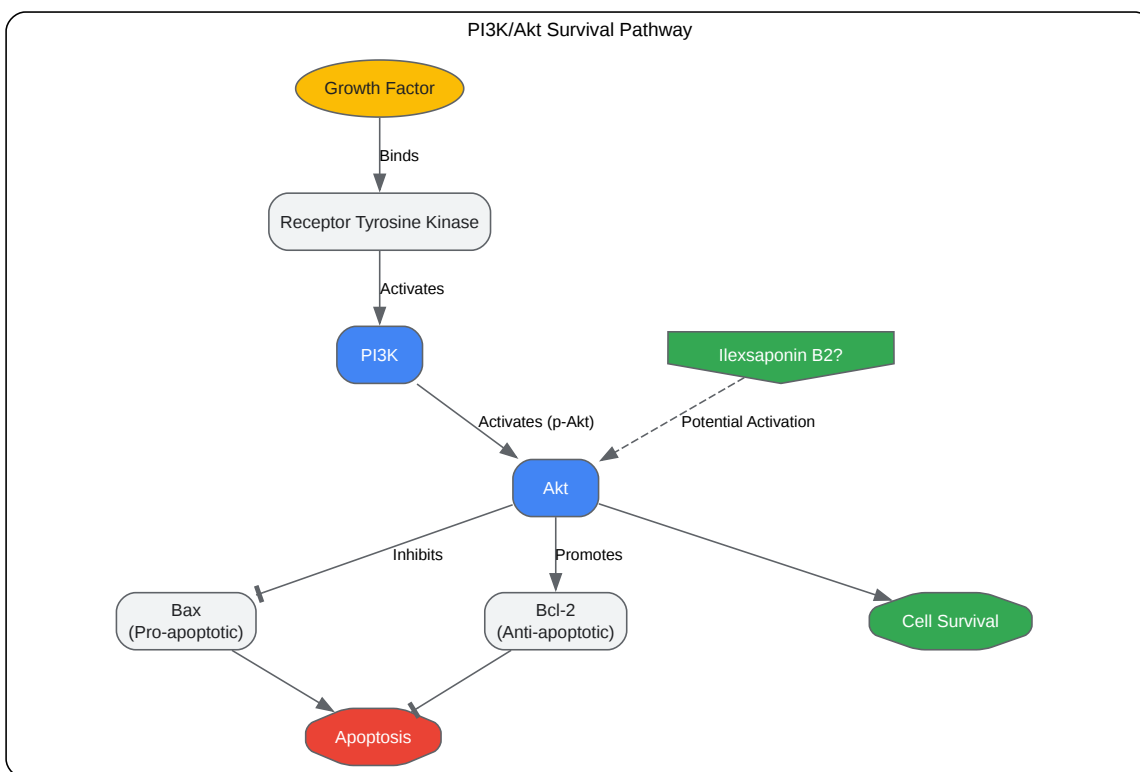 PI3K/Akt Survival Pathway
Growth Factor
Binds
Receptor Tyrosine Kinase
Activates
PI3K
Ilexsaponin B2?
Activates (p-Akt)
Potential Activation
Akt
Inhibits
Promotes
Bax
(Pro-apoptotic)
Bcl-2
(Anti-apoptotic)
Cell Survival
Apoptosis